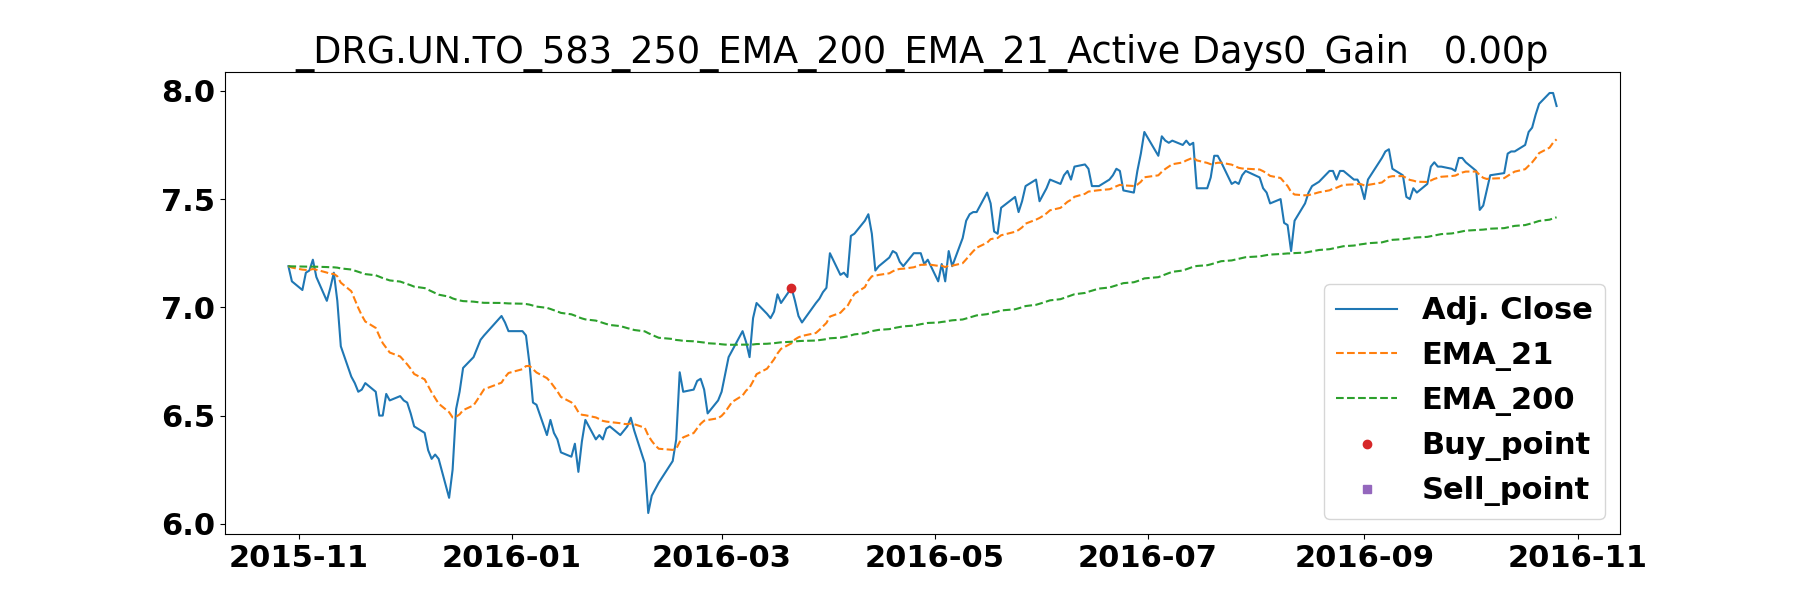 _DRG.UN.TO_583_250_EMA_200_EMA_21_Active Days0_Gain   0.00p
8.0
7.5
7.0
6.5
6.0
2015-11 2016-01 2016-03 2016-05 2016-07 2016-09 2016-11
Adj. Close
EMA_21
EMA_200
Buy_point
Sell_point